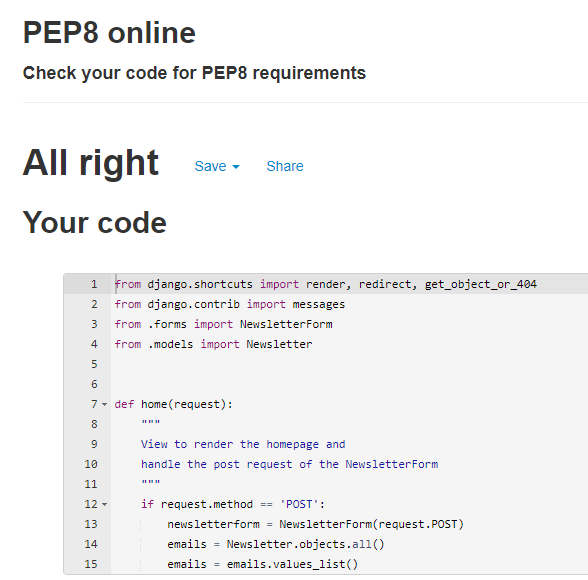 PEP8 online
Check your code for PEP8 requirements
All right Save Share
Your code
1 from django.shortcuts import render, redirect, get_object_or_404
2 from django.contrib import messages
3 from .forms import NewsletterForm
4 from .models import Newsletter
5
6
7 def home(request):
8     """
9     View to render the homepage and
10     handle the post request of the NewsletterForm
11     """
12     if request.method == 'POST':
13         newsletterform = NewsletterForm(request.POST)
14         emails = Newsletter.objects.all()
15         emails = emails.values_list()